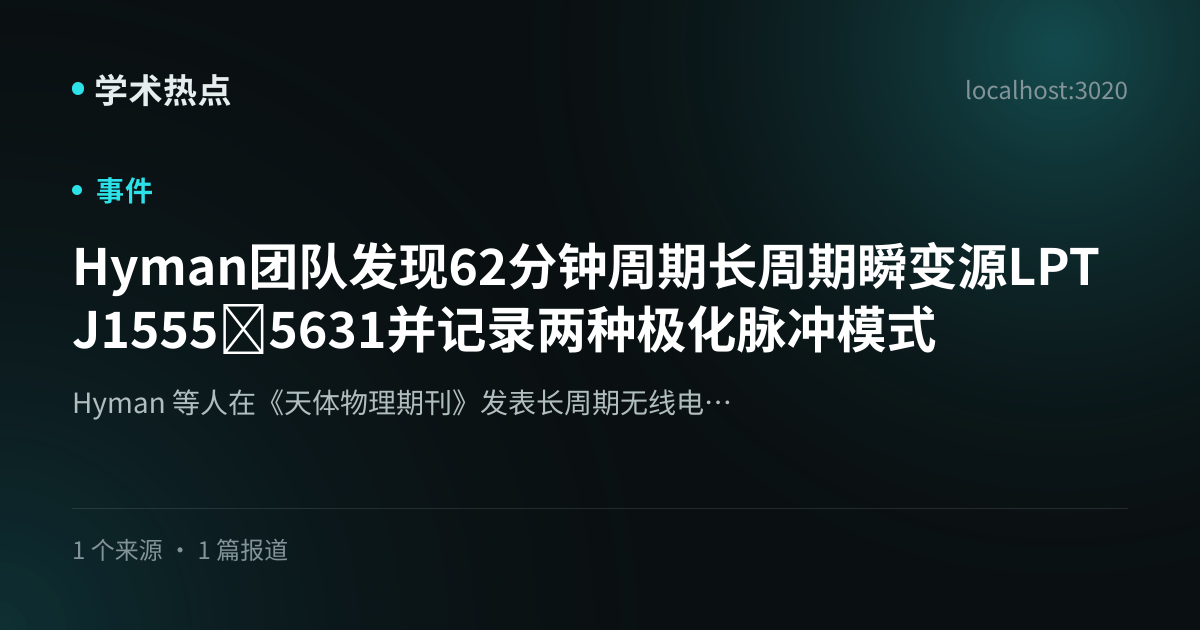 学术热点
localhost:3020
事件
Hyman团队发现62分钟周期长周期瞬变源LPT
J1555☒5631并记录两种极化脉冲模式
Hyman 等人在《天体物理期刊》发表长周期无线电…
1 个来源 · 1 篇报道